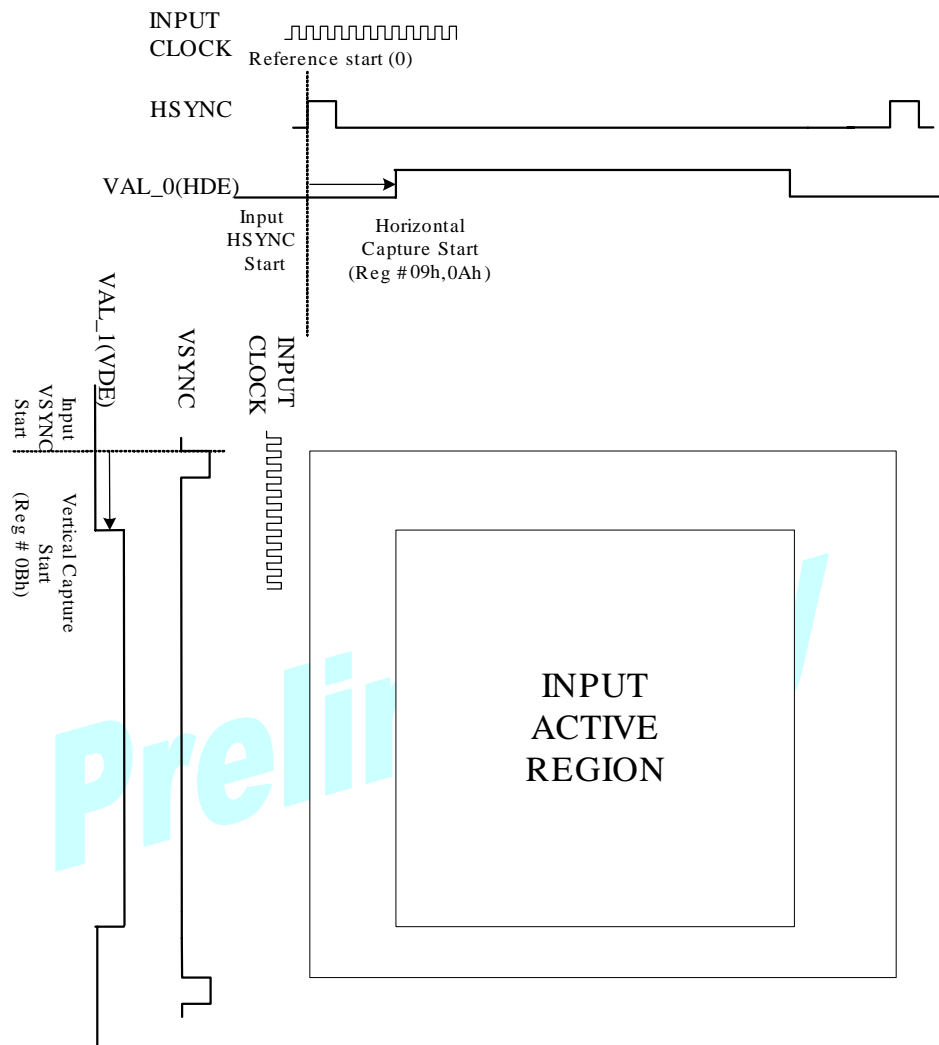 INPUT
CLOCK
Reference start (0)
HSYNC
VAL_0(HDE)
Input
HSYNC
Start
Horizontal
Capture Start
(Reg #09h,0Ah)
VAL_1(VDE)
VSYNC
INPUT
CLOCK
Input
VSYNC
Start
Vertical Capture
Start
(Reg # 0Bh)
INPUT
ACTIVE
REGION